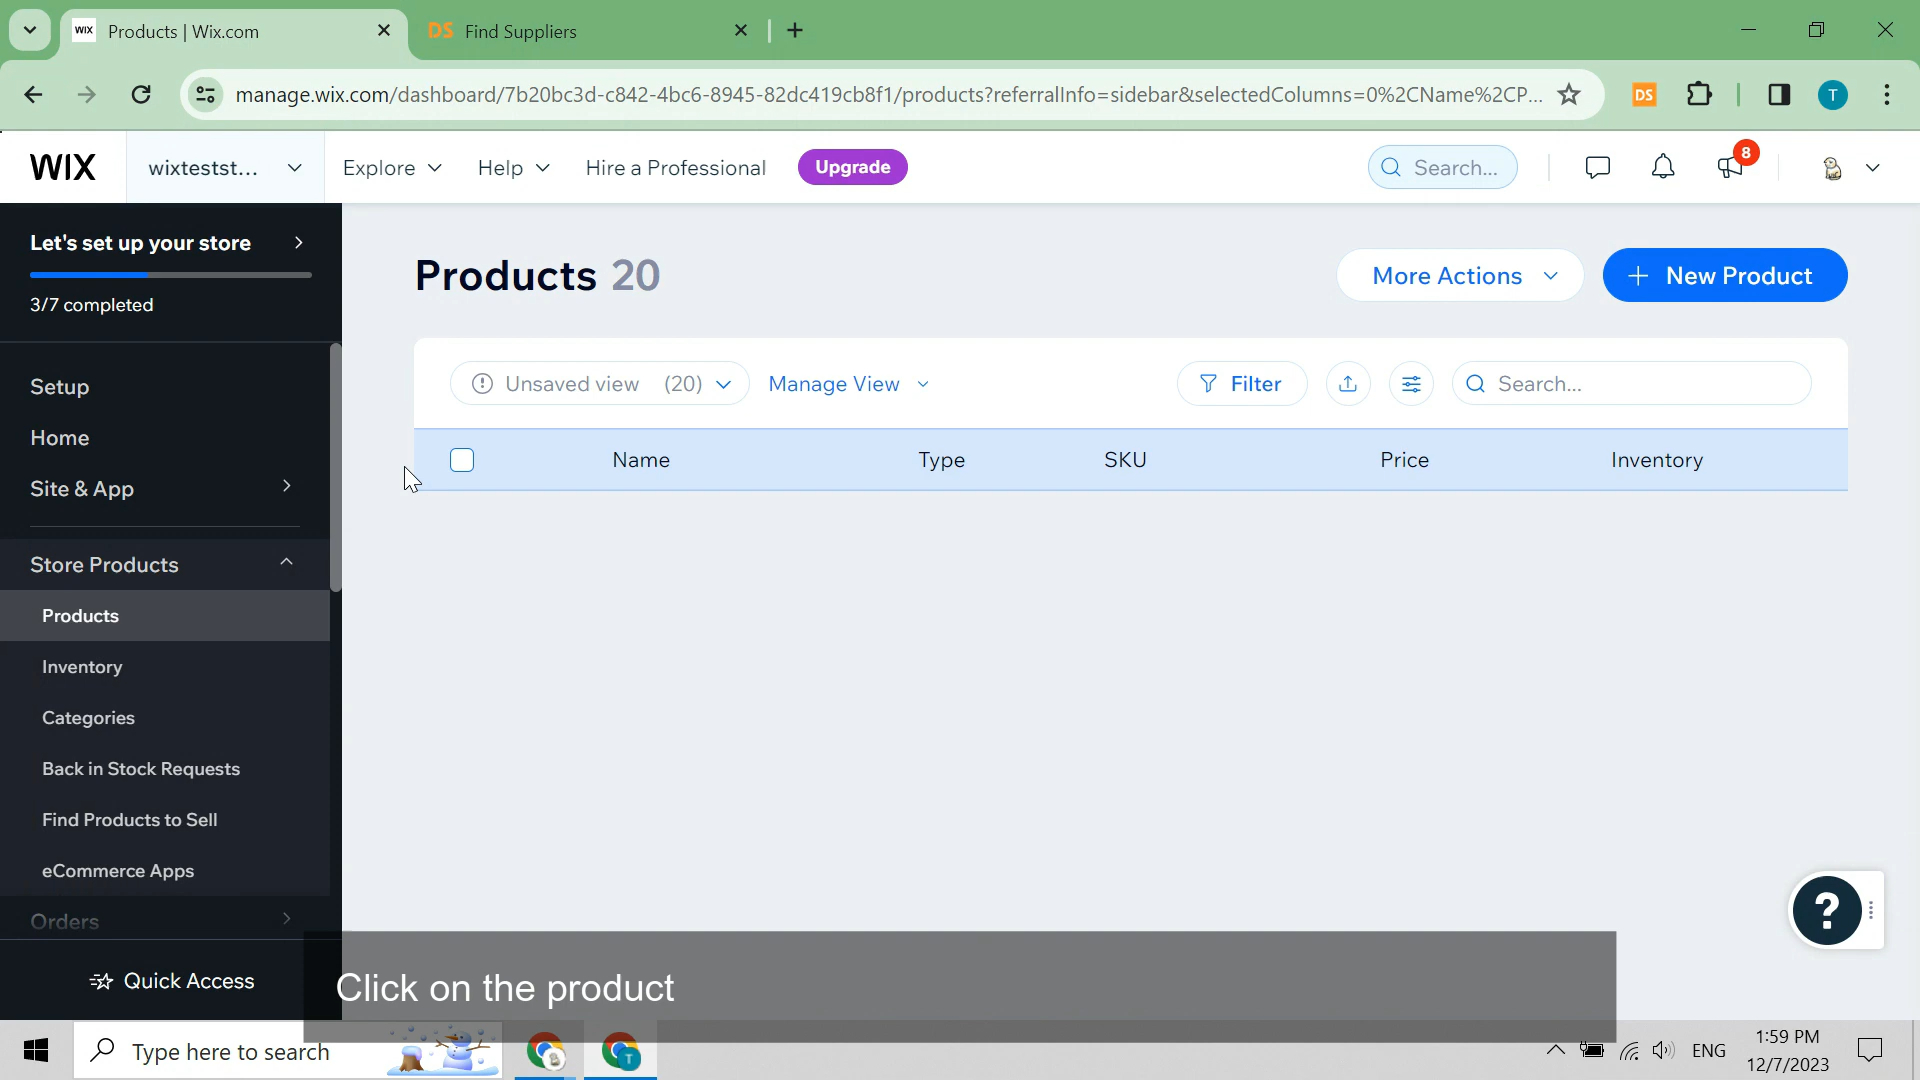 WIX Products | Wix.com
DS Find Suppliers
manage.wix.com/dashboard/7b20bc3d-c842-4bc6-8945-82dc419cb8f1/products?referralInfo=sidebar&selectedColumns=0%2CName%2CP...
DS
T
WIX
wixtestst...
Explore
Help
Hire a Professional
Upgrade
Search...
8
Let's set up your store
3/7 completed
Setup
Home
Site & App
Store Products
Products
Inventory
Categories
Back in Stock Requests
Find Products to Sell
eCommerce Apps
Orders
Quick Access
Products 20
More Actions
+ New Product
Unsaved view (20)
Manage View
Filter
Search...
Name Type SKU Price Inventory
?
Click on the product
Type here to search
T
ENG
1:59 PM
12/7/2023